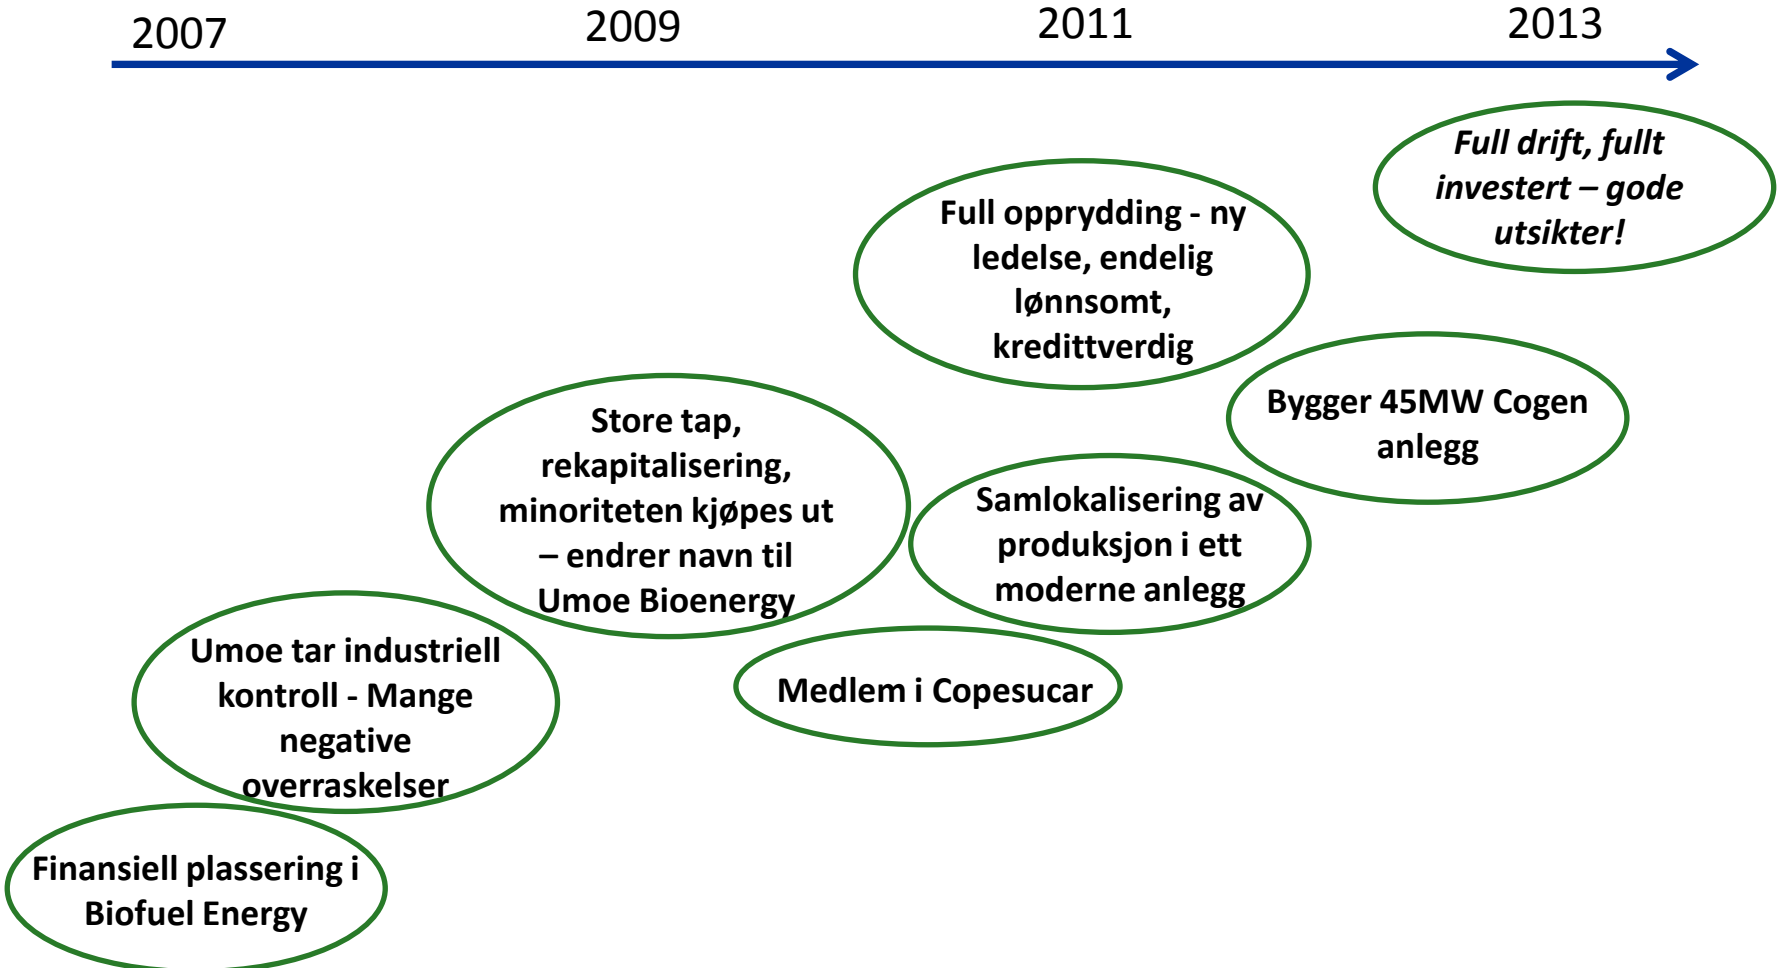 2007
2009
2011
2013
Full drift, fullt
investert – gode
utsikter!
Full opprydding - ny
ledelse, endelig
lønnsomt,
kredittverdig
Bygger 45MW Cogen
anlegg
Store tap,
rekapitalisering,
minoriteten kjøpes ut
– endrer navn til
Umoe Bioenergy
Samlokalisering av
produksjon i ett
moderne anlegg
Umoe tar industriell
kontroll - Mange
negative
overraskelser
Medlem i Copesucar
Finansiell plassering i
Biofuel Energy